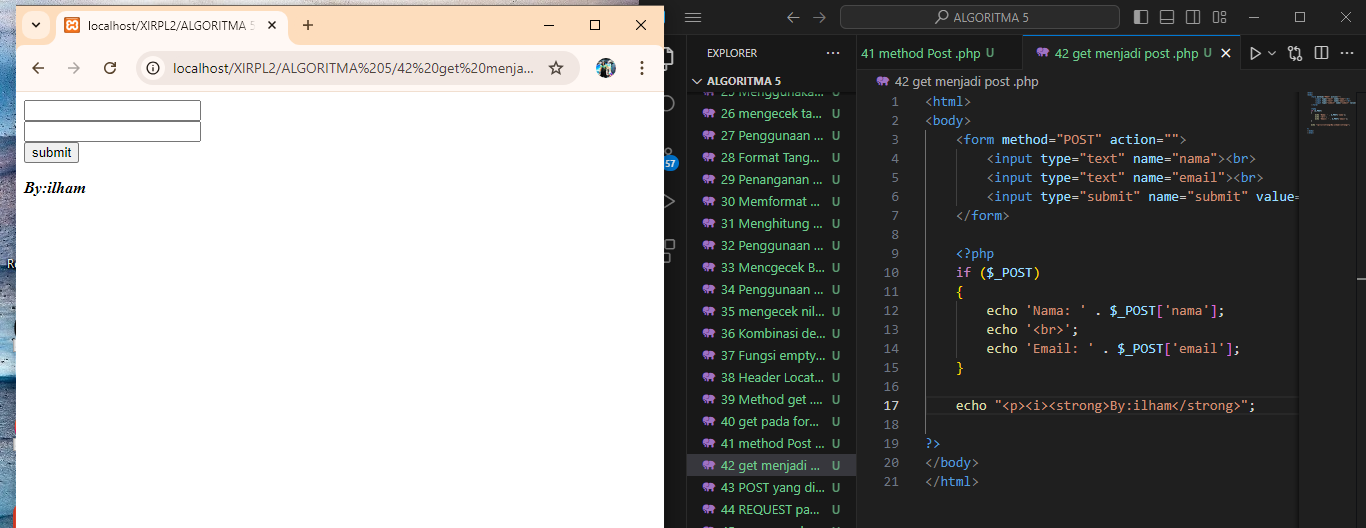 localhost/XIRPL2/ALGORITMA 5
localhost/XIRPL2/ALGORITMA%205/42%20get%20menja...
submit
By:ilham
ALGORITMA 5
57
EXPLORER
ALGORITMA 5
26 mengecek ta... U
27 Penggunaan ... U
28 Format Tang... U
29 Penanganan ... U
30 Memformat ... U
31 Menghitung ... U
32 Penggunaan ... U
33 Mencgecek B... U
34 Penggunaan ... U
35 mengecek nil... U
36 Kombinasi de... U
37 Fungsi empty... U
38 Header Locat... U
39 Method get .... U
40 get pada for... U
41 method Post ... U
42 get menjadi ... U
43 POST yang di... U
44 REQUEST pa... U
41 method Post .php U
42 get menjadi post .php U
42 get menjadi post .php
1 <html>
2 <body>
3 <form method="POST" action="">
4 <input type="text" name="nama"><br>
5 <input type="text" name="email"><br>
6 <input type="submit" name="submit" value=
7 </form>
8
9 <?php
10 if ($_POST)
11 {
12 echo 'Nama: ' . $_POST['nama'];
13 echo '<br>';
14 echo 'Email: ' . $_POST['email'];
15 }
16
17 echo "<p><i><strong>By:ilham</strong>";
18
19 ?>
20 </body>
21 </html>